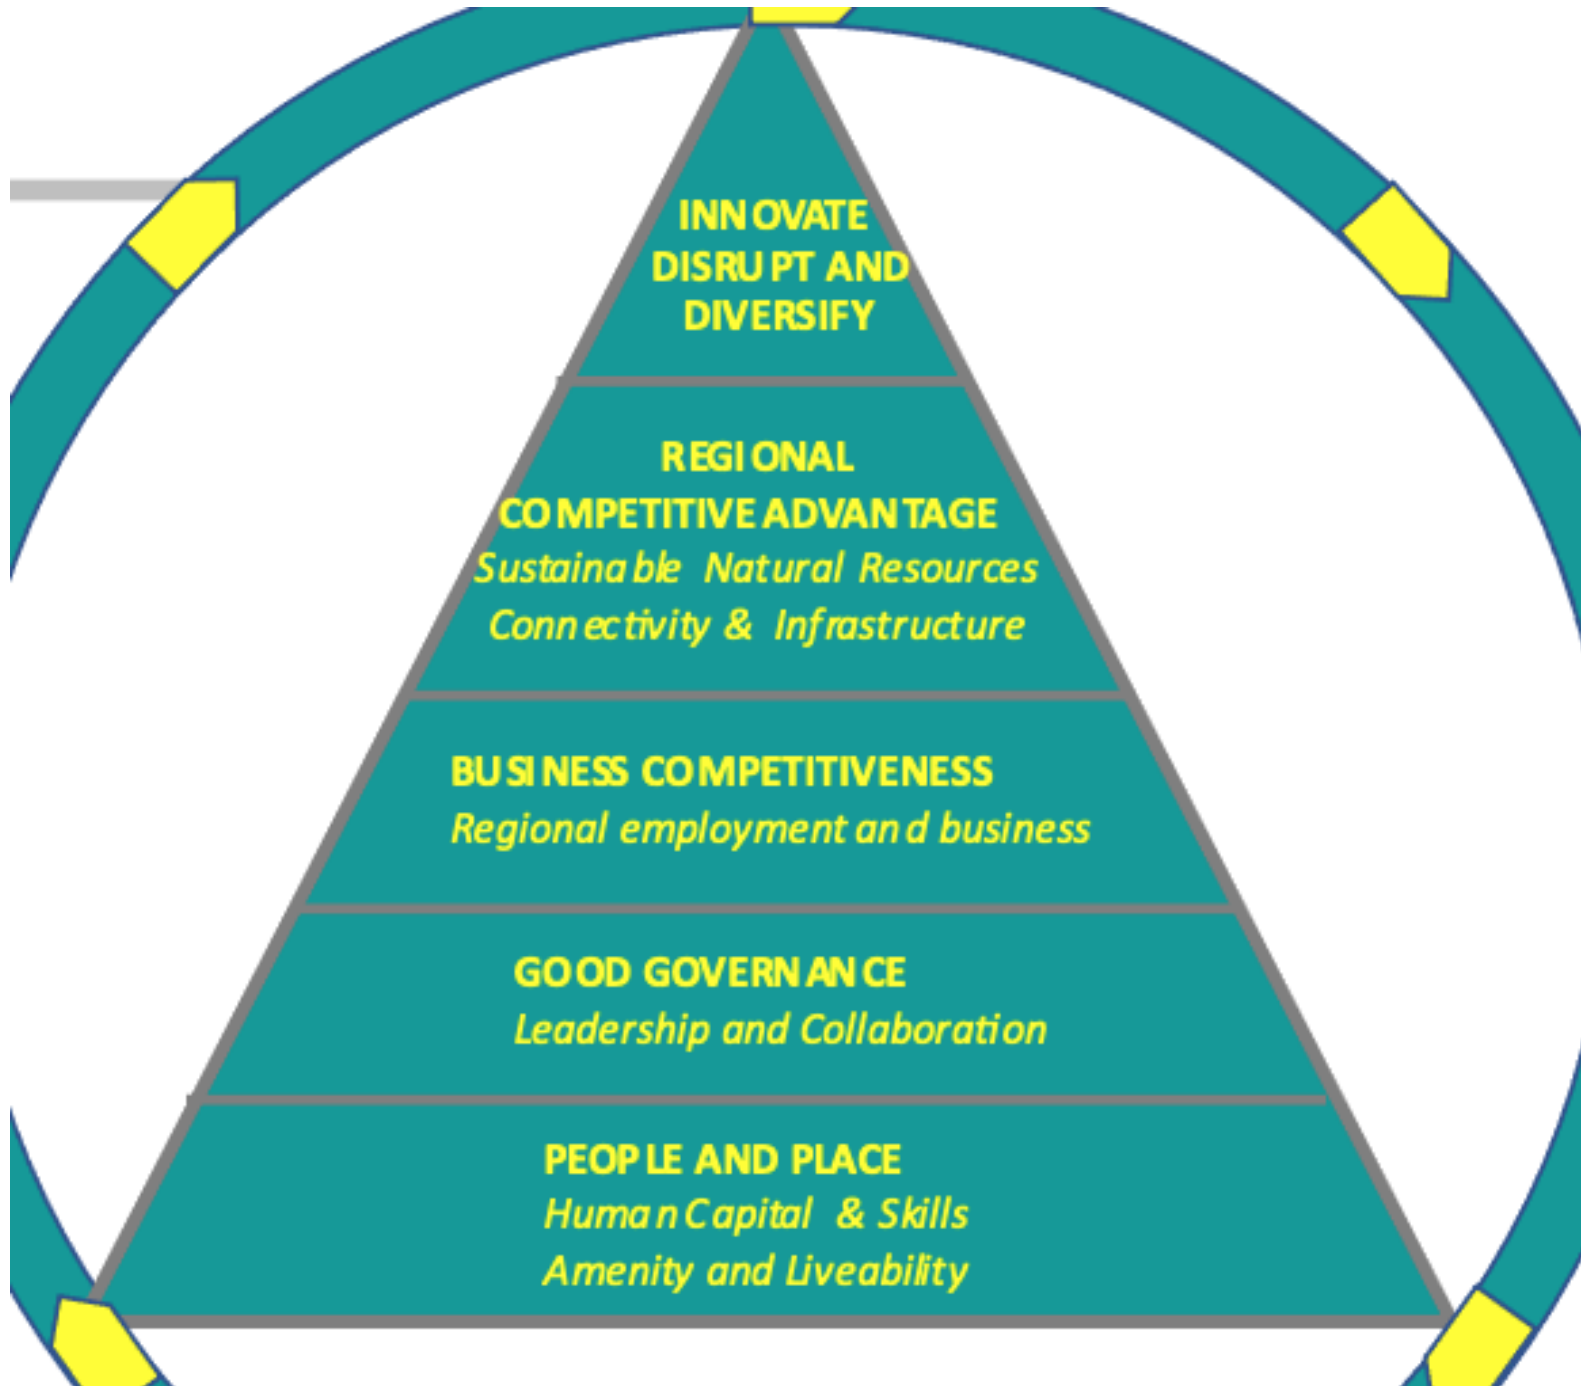 INNOVATE
DISRUPT AND
DIVERSIFY
REGIONAL
COMPETITIVE ADVANTAGE
Sustainable Natural Resources
Connectivity & Infrastructure
BUSINESS COMPETITIVENESS
Regional employment and business
GOOD GOVERNANCE
Leadership and Collaboration
PEOPLE AND PLACE
Human Capital & Skills
Amenity and Liveability